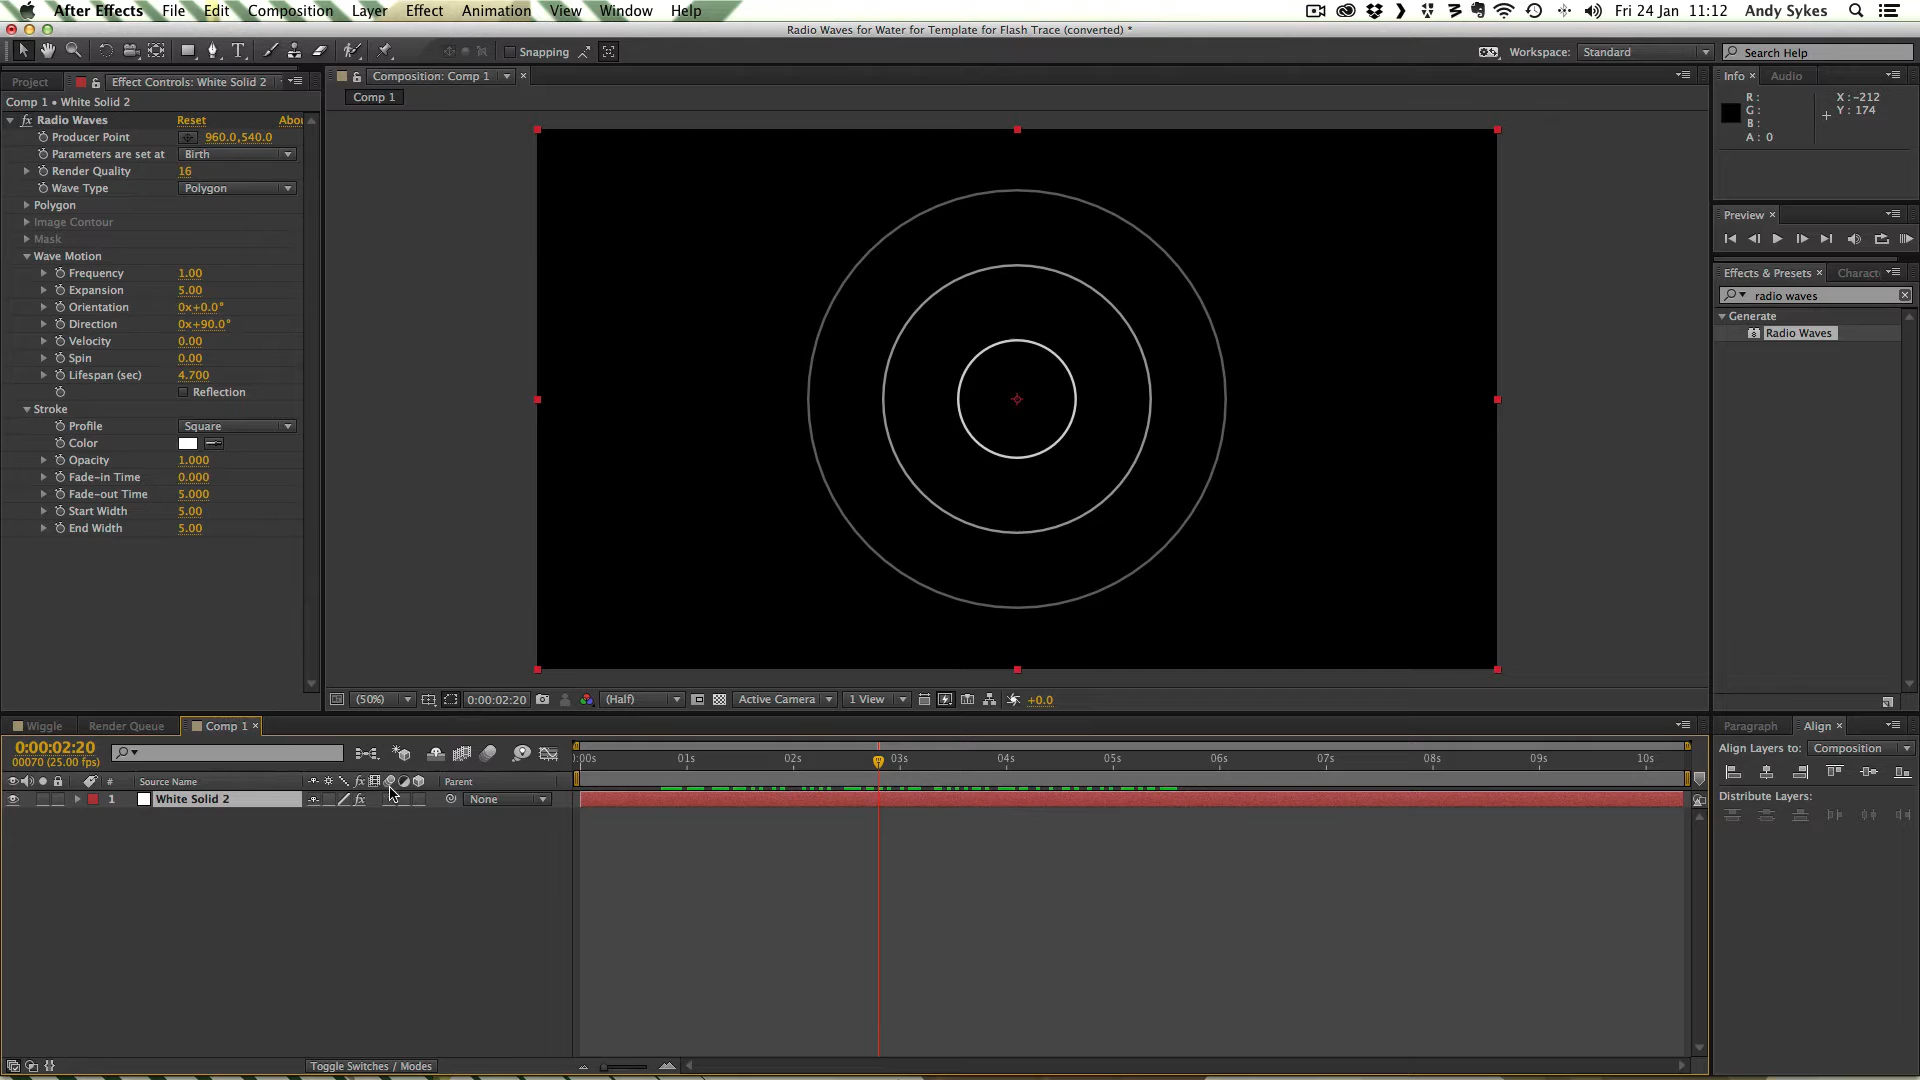 After Effects File Edit Composition Layer Effect Animation View Window Help Fri 24 Jan 11:12 Andy Sykes
Radio Waves for Water for Template for Flash Trace (converted) *
Snapping Workspace: Standard Search Help
Project Effect Controls: White Solid 2 Composition: Comp 1 Info Audio
Comp 1 • White Solid 2 Comp 1
R: X: -212
G: Y: 174
B:
A: 0
fx Radio Waves Reset Abou
Producer Point 960.0,540.0
Parameters are set at Birth
Render Quality 16
Wave Type Polygon
Polygon
Image Contour
Mask
Wave Motion
Frequency 1.00
Expansion 5.00
Orientation 0x+0.0°
Direction 0x+90.0°
Velocity 0.00
Spin 0.00
Lifespan (sec) 4.700
Reflection
Stroke
Profile Square
Color
Opacity 1.000
Fade-in Time 0.000
Fade-out Time 5.000
Start Width 5.00
End Width 5.00
Preview
Effects & Presets Charact
radio waves
Generate
Radio Waves
(50%) 0:00:02:20 (Half) Active Camera 1 View +0.0
Wiggle Render Queue Comp 1
0:00:02:20
00070 (25.00 fps)
:00s 01s 02s 03s 04s 05s 06s 07s 08s 09s 10s
# Source Name fx Parent
1 White Solid 2 fx None
Toggle Switches / Modes
Paragraph Align
Align Layers to: Composition
Distribute Layers: